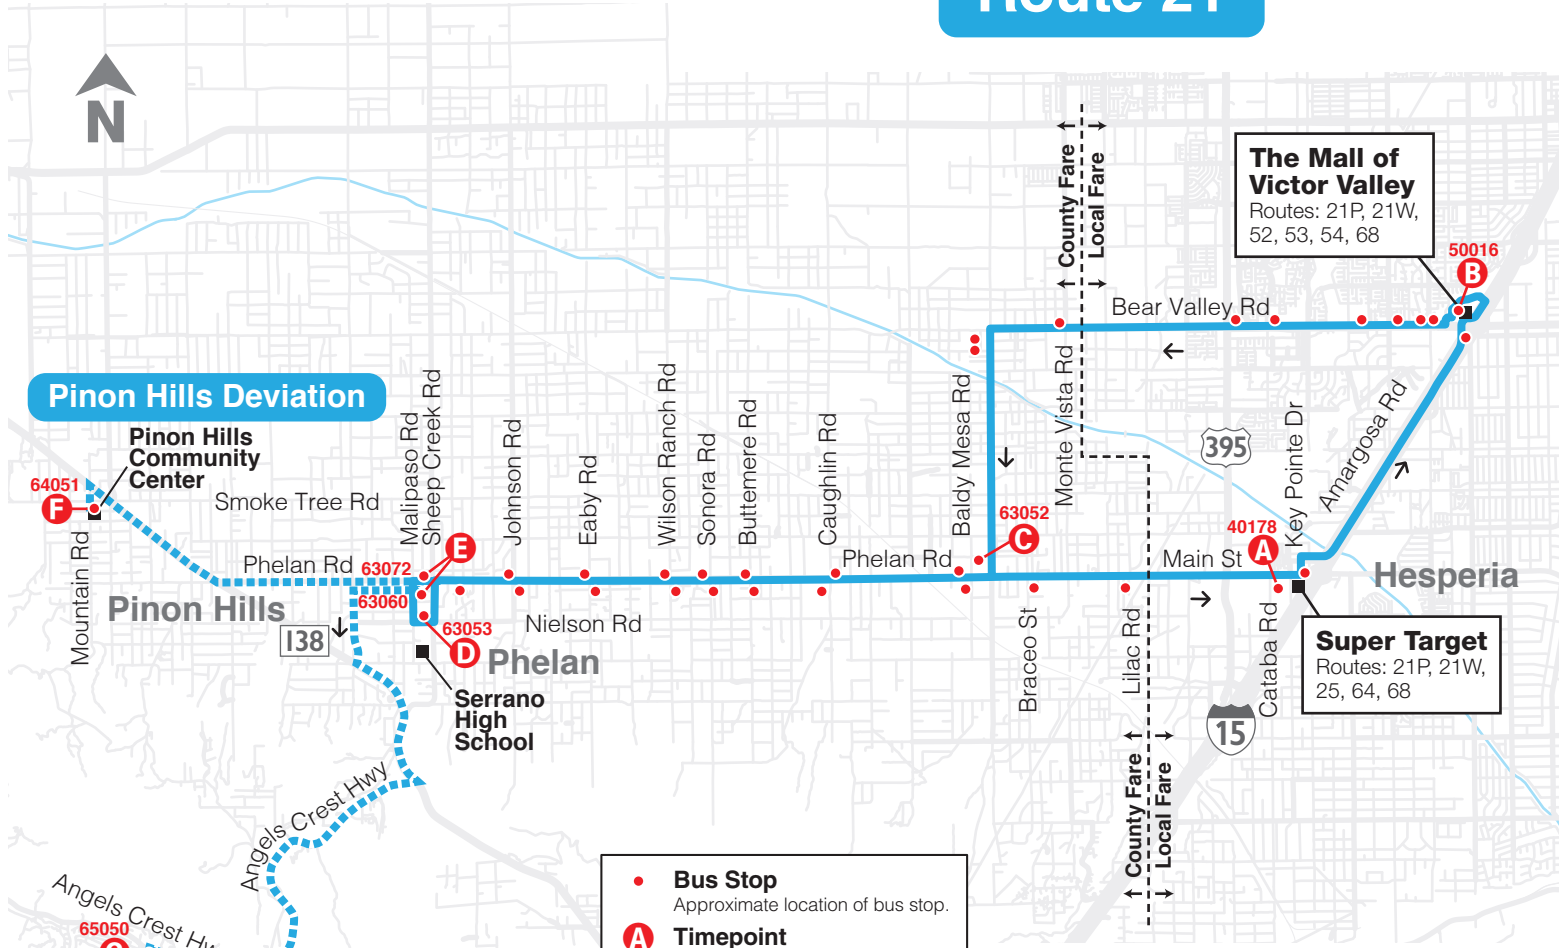 Route 21
N
County Fare
Local Fare
The Mall of
Victor Valley
Routes: 21P, 21W,
52, 53, 54, 68
50016
B
Bear Valley Rd
Pinon Hills Deviation
Pinon Hills
Community
Center
64051
F
Smoke Tree Rd
Mountain Rd
Phelan Rd
Pinon Hills
138
Malipaso Rd
Sheep Creek Rd
63072
E
63060
63053
D
Phelan
Nielson Rd
Serrano
High
School
Johnson Rd
Eaby Rd
Wilson Ranch Rd
Sonora Rd
Buttemere Rd
Caughlin Rd
Phelan Rd
Baldy Mesa Rd
63052
C
Monte Vista Rd
Braceo St
Lilac Rd
Main St
395
40178
A
Key Pointe Dr
Amargosa Rd
Hesperia
Cataba Rd
15
Super Target
Routes: 21P, 21W,
25, 64, 68
County Fare
Local Fare
Angels Crest Hwy
Angels Crest Hw
65050
Bus Stop
Approximate location of bus stop.
A
Timepoint